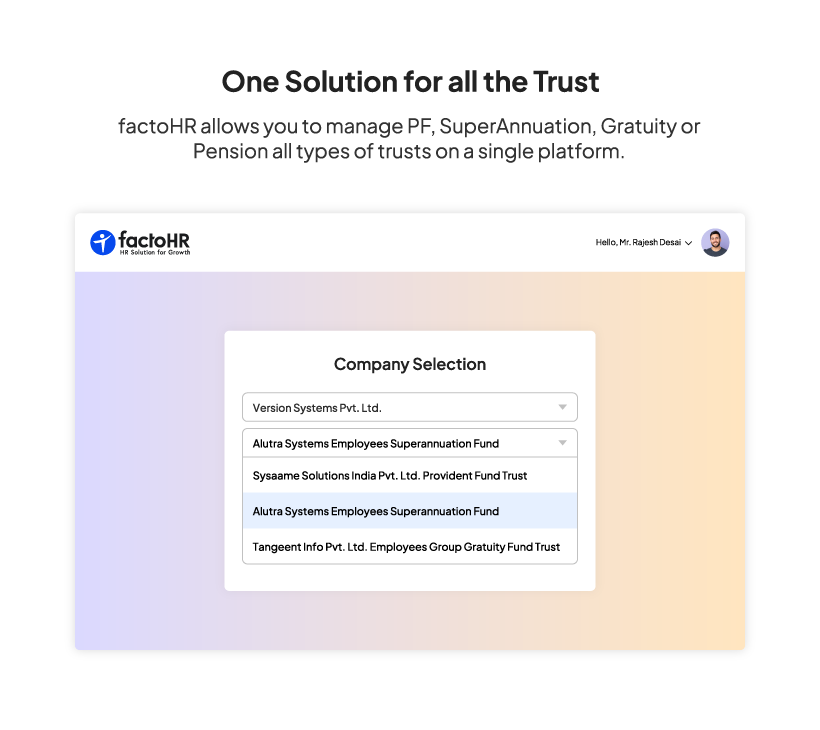 One Solution for all the Trust
factoHR allows you to manage PF, SuperAnnuation, Gratuity or
Pension all types of trusts on a single platform.
factoHR
HR Solution for Growth
Hello, Mr. Rajesh Desai
Company Selection
Version Systems Pvt. Ltd.
Alutra Systems Employees Superannuation Fund
Sysaame Solutions India Pvt. Ltd. Provident Fund Trust
Alutra Systems Employees Superannuation Fund
Tangeent Info Pvt. Ltd. Employees Group Gratuity Fund Trust